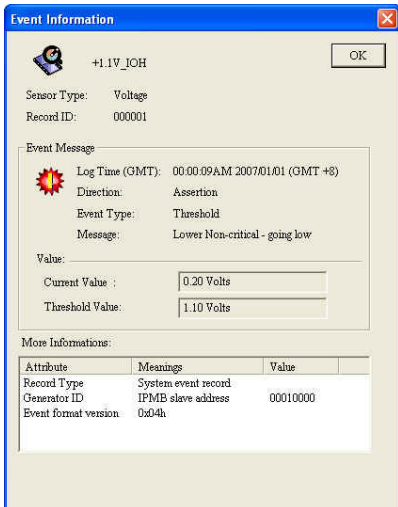 Event Information
OK
+1.1V_IOH
Sensor Type: Voltage
Record ID: 000001
Event Message
Log Time (GMT): 00:00:09AM 2007/01/01 (GMT +8)
Direction: Assertion
Event Type: Threshold
Message: Lower Non-critical - going low
Value:
Current Value : 0.20 Volts
Threshold Value: 1.10 Volts
More Informations:
Attribute Meanings Value
Record Type System event record
Generator ID IPMB slave address 00010000
Event format version 0x04h